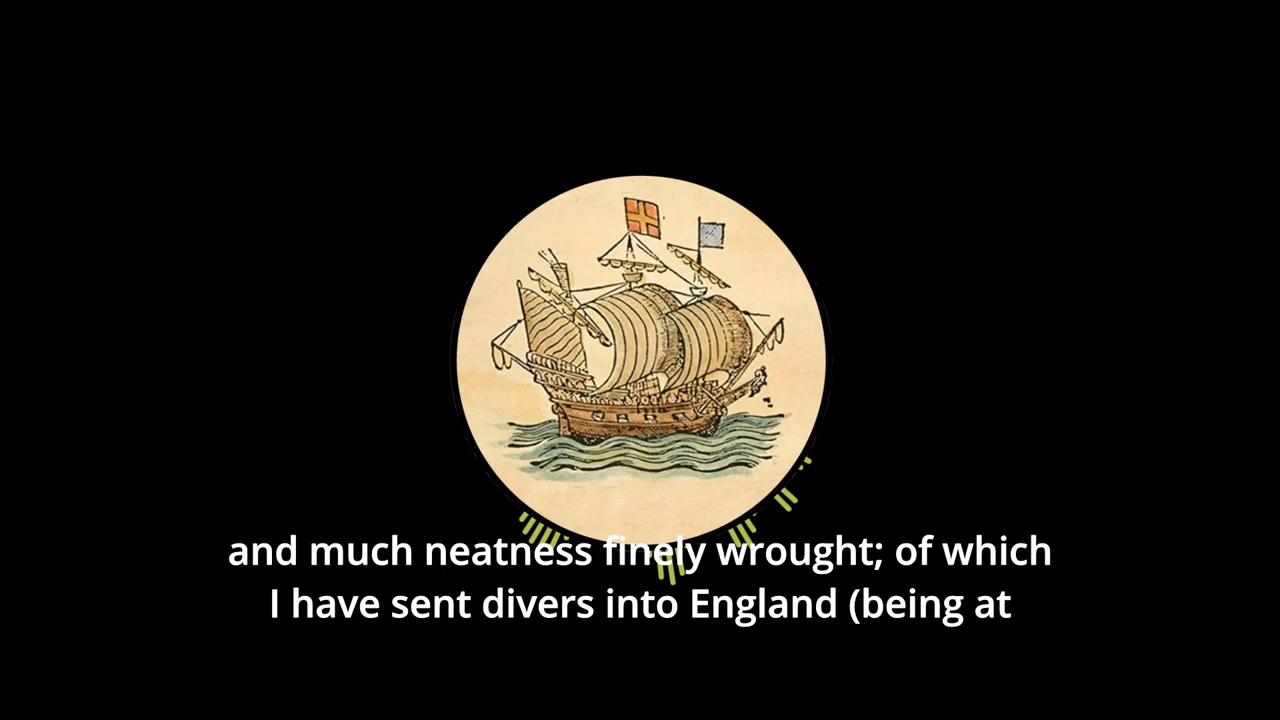 and much neatness finely wrought; of which
I have sent divers into England (being at